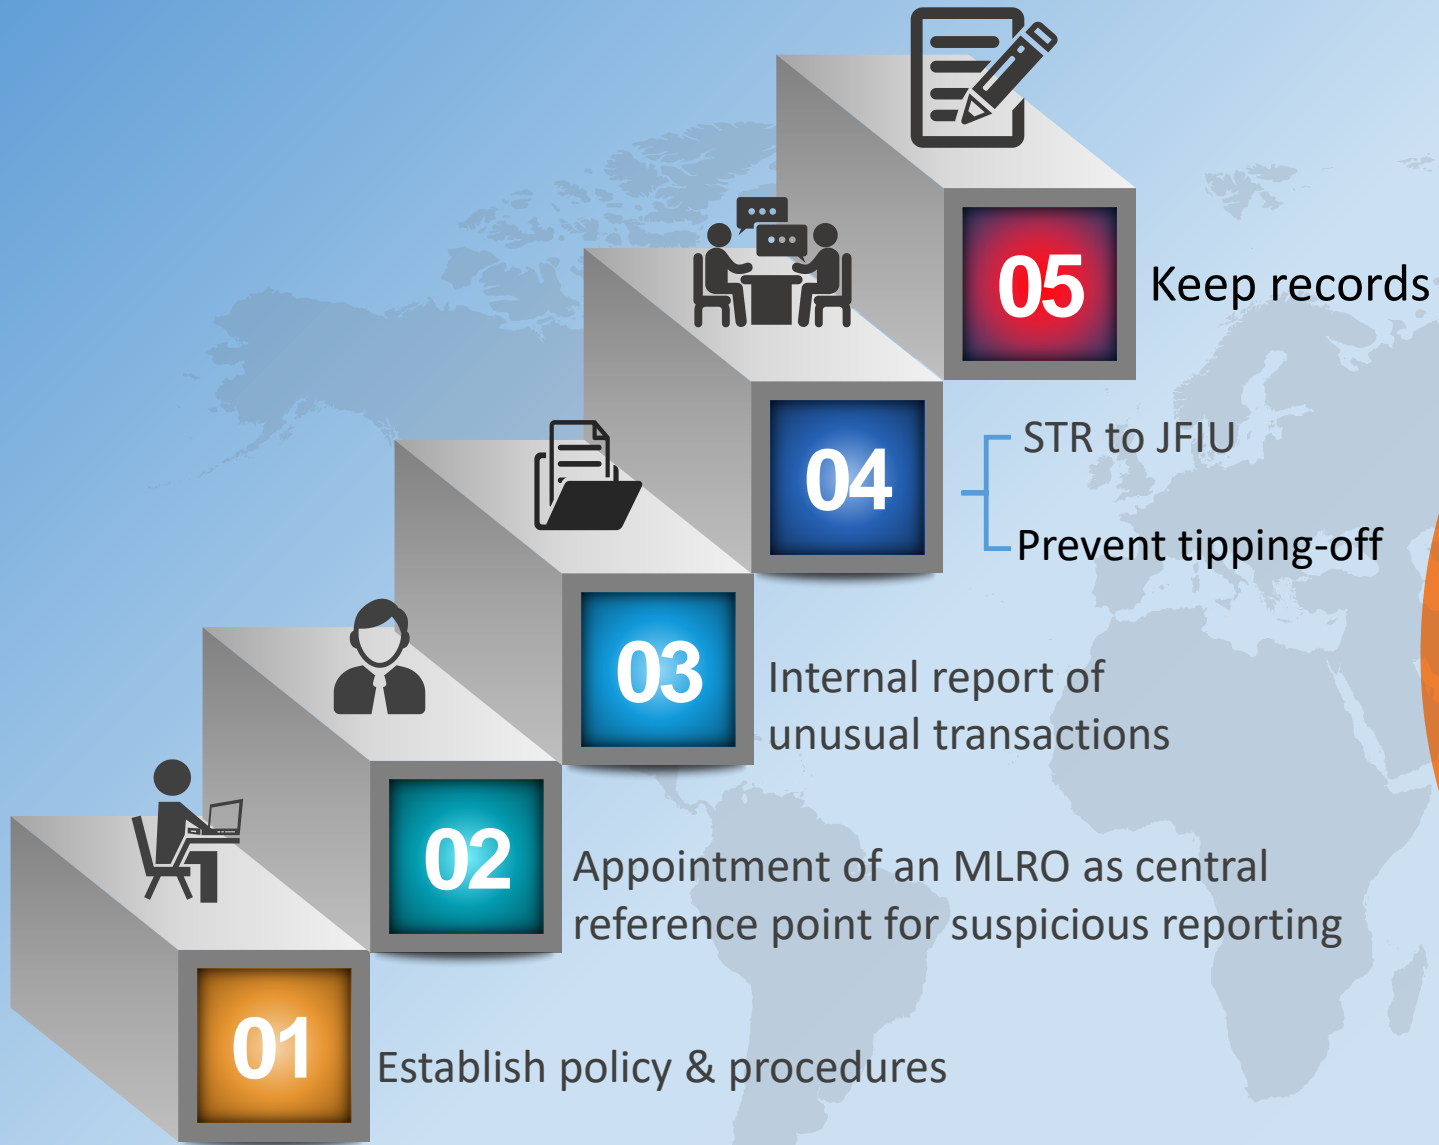 05
Keep records
04
STR to JFIU
Prevent tipping-off
03
Internal report of
unusual transactions
02
Appointment of an MLRO as central
reference point for suspicious reporting
01
Establish policy & procedures